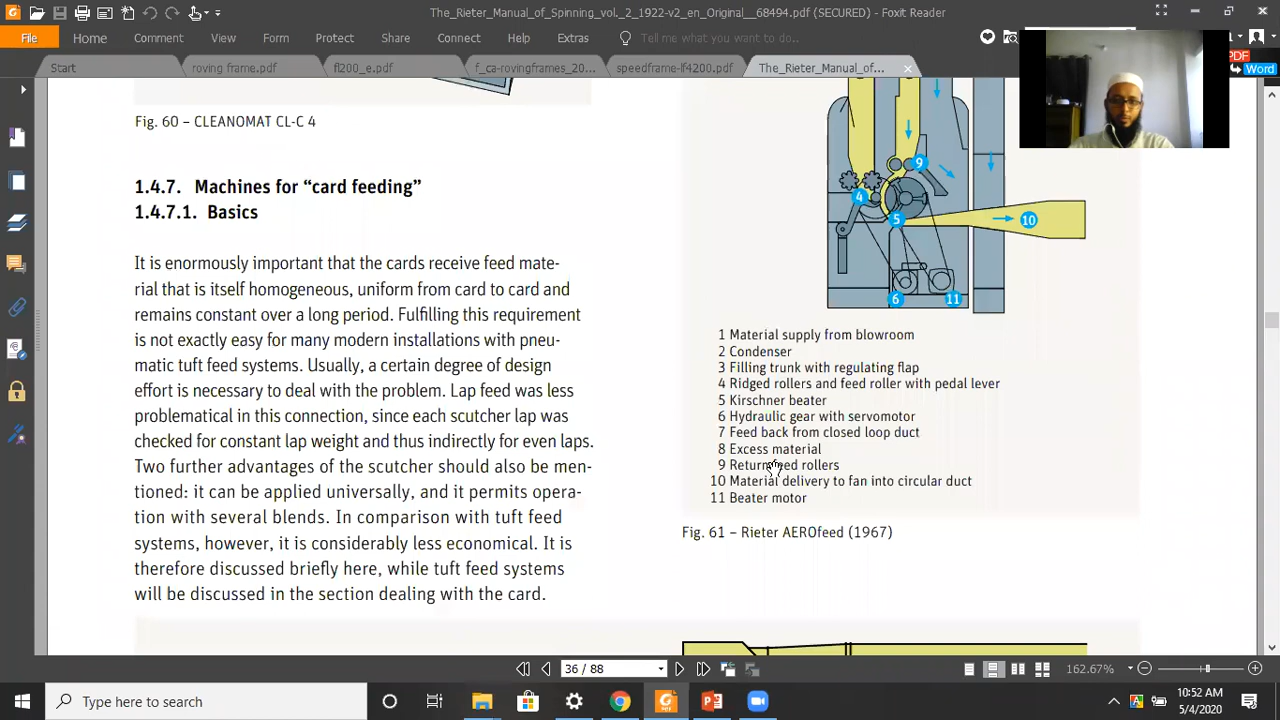 The_Rieter_Manual_of_Spinning_vol._2_1922-v2_en_Original__68494.pdf (SECURED) - Foxit Reader
File
Home
Comment
View
Form
Protect
Share
Connect
Help
Extras
Tell me what you want to do..
PDF
Word
Start
roving frame.pdf
fl200_e.pdf
f_ca-rovingframes_20...
speedframe-lf4200.pdf
The_Rieter_Manual_of...
Fig. 60 – CLEANOMAT CL-C 4
1.4.7. Machines for “card feeding”
1.4.7.1. Basics
It is enormously important that the cards receive feed mate-
rial that is itself homogeneous, uniform from card to card and
remains constant over a long period. Fulfilling this requirement
is not exactly easy for many modern installations with pneu-
matic tuft feed systems. Usually, a certain degree of design
effort is necessary to deal with the problem. Lap feed was less
problematical in this connection, since each scutcher lap was
checked for constant lap weight and thus indirectly for even laps.
Two further advantages of the scutcher should also be men-
tioned: it can be applied universally, and it permits opera-
tion with several blends. In comparison with tuft feed
systems, however, it is considerably less economical. It is
therefore discussed briefly here, while tuft feed systems
will be discussed in the section dealing with the card.
9
4
5
10
6
11
1 Material supply from blowroom
2 Condenser
3 Filling trunk with regulating flap
4 Ridged rollers and feed roller with pedal lever
5 Kirschner beater
6 Hydraulic gear with servomotor
7 Feed back from closed loop duct
8 Excess material
9 Return feed rollers
10 Material delivery to fan into circular duct
11 Beater motor
Fig. 61 – Rieter AEROfeed (1967)
36 / 88
162.67%
Type here to search
10:52 AM
5/4/2020